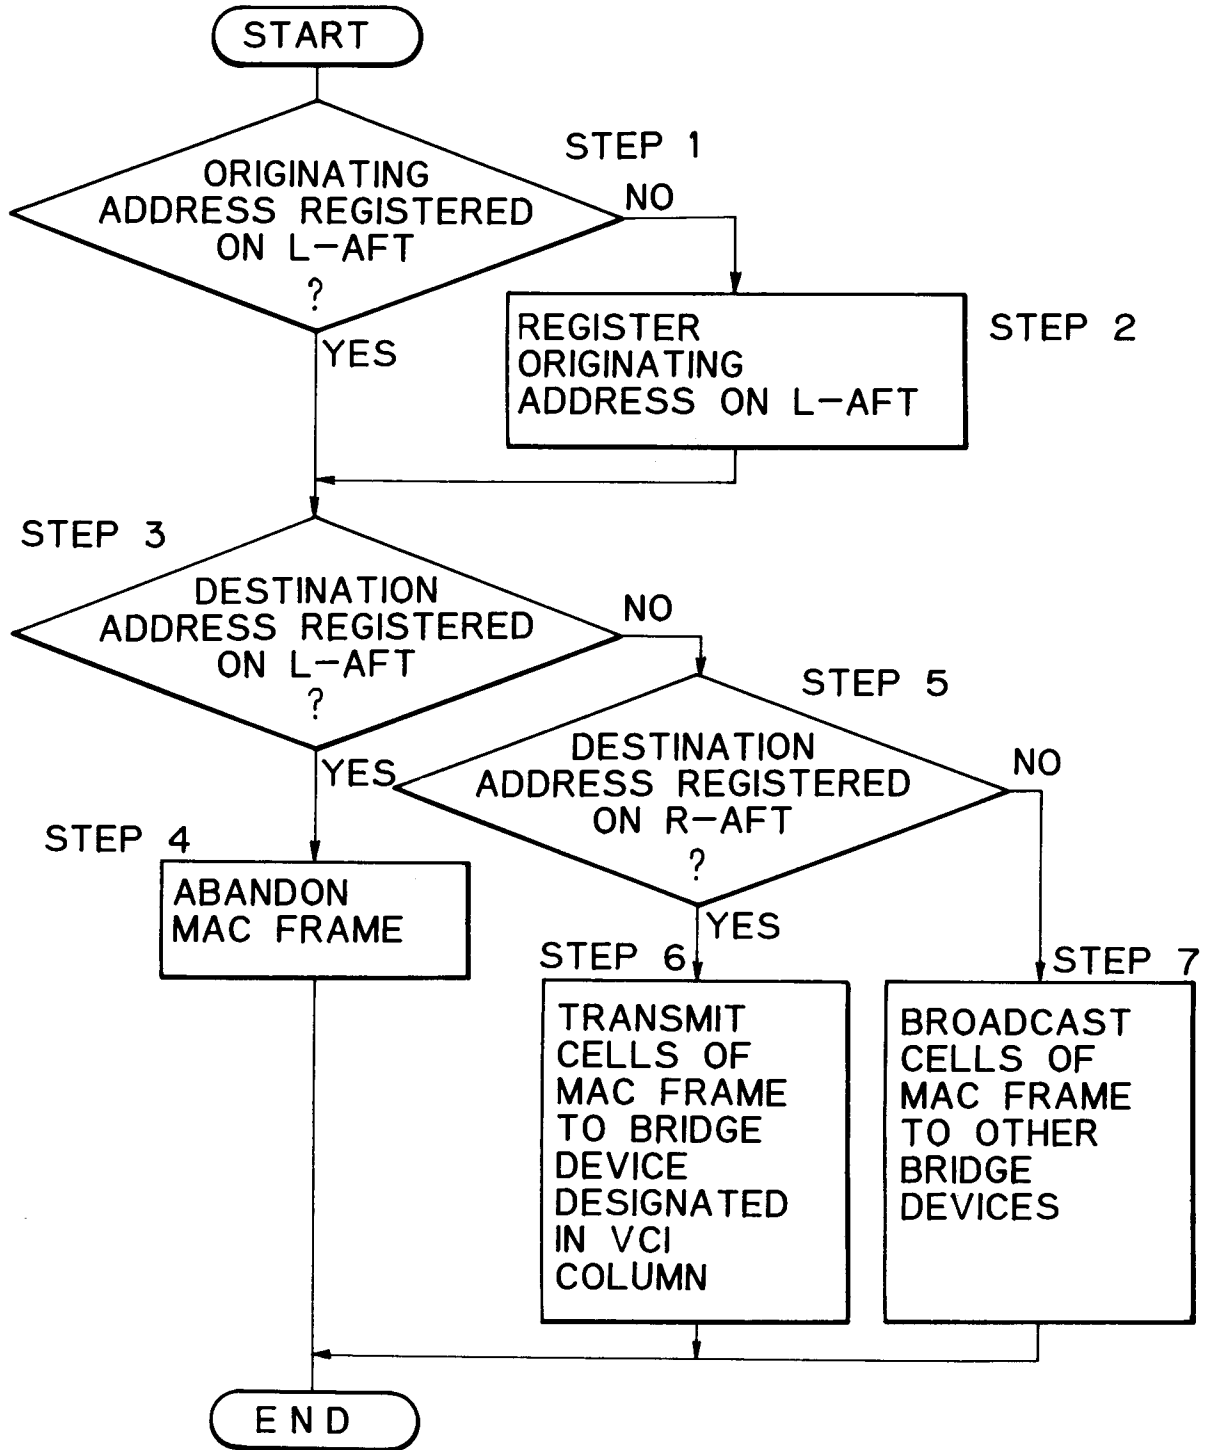 START
STEP 1
ORIGINATING
ADDRESS REGISTERED
ON L-AFT
?
NO
YES
REGISTER
ORIGINATING
ADDRESS ON L-AFT
STEP 2
STEP 3
DESTINATION
ADDRESS REGISTERED
ON L-AFT
?
NO
YES
STEP 4
ABANDON
MAC FRAME
STEP 5
DESTINATION
ADDRESS REGISTERED
ON R-AFT
?
NO
YES
STEP 6
TRANSMIT
CELLS OF
MAC FRAME
TO BRIDGE
DEVICE
DESIGNATED
IN VCI
COLUMN
STEP 7
BROADCAST
CELLS OF
MAC FRAME
TO OTHER
BRIDGE
DEVICES
END